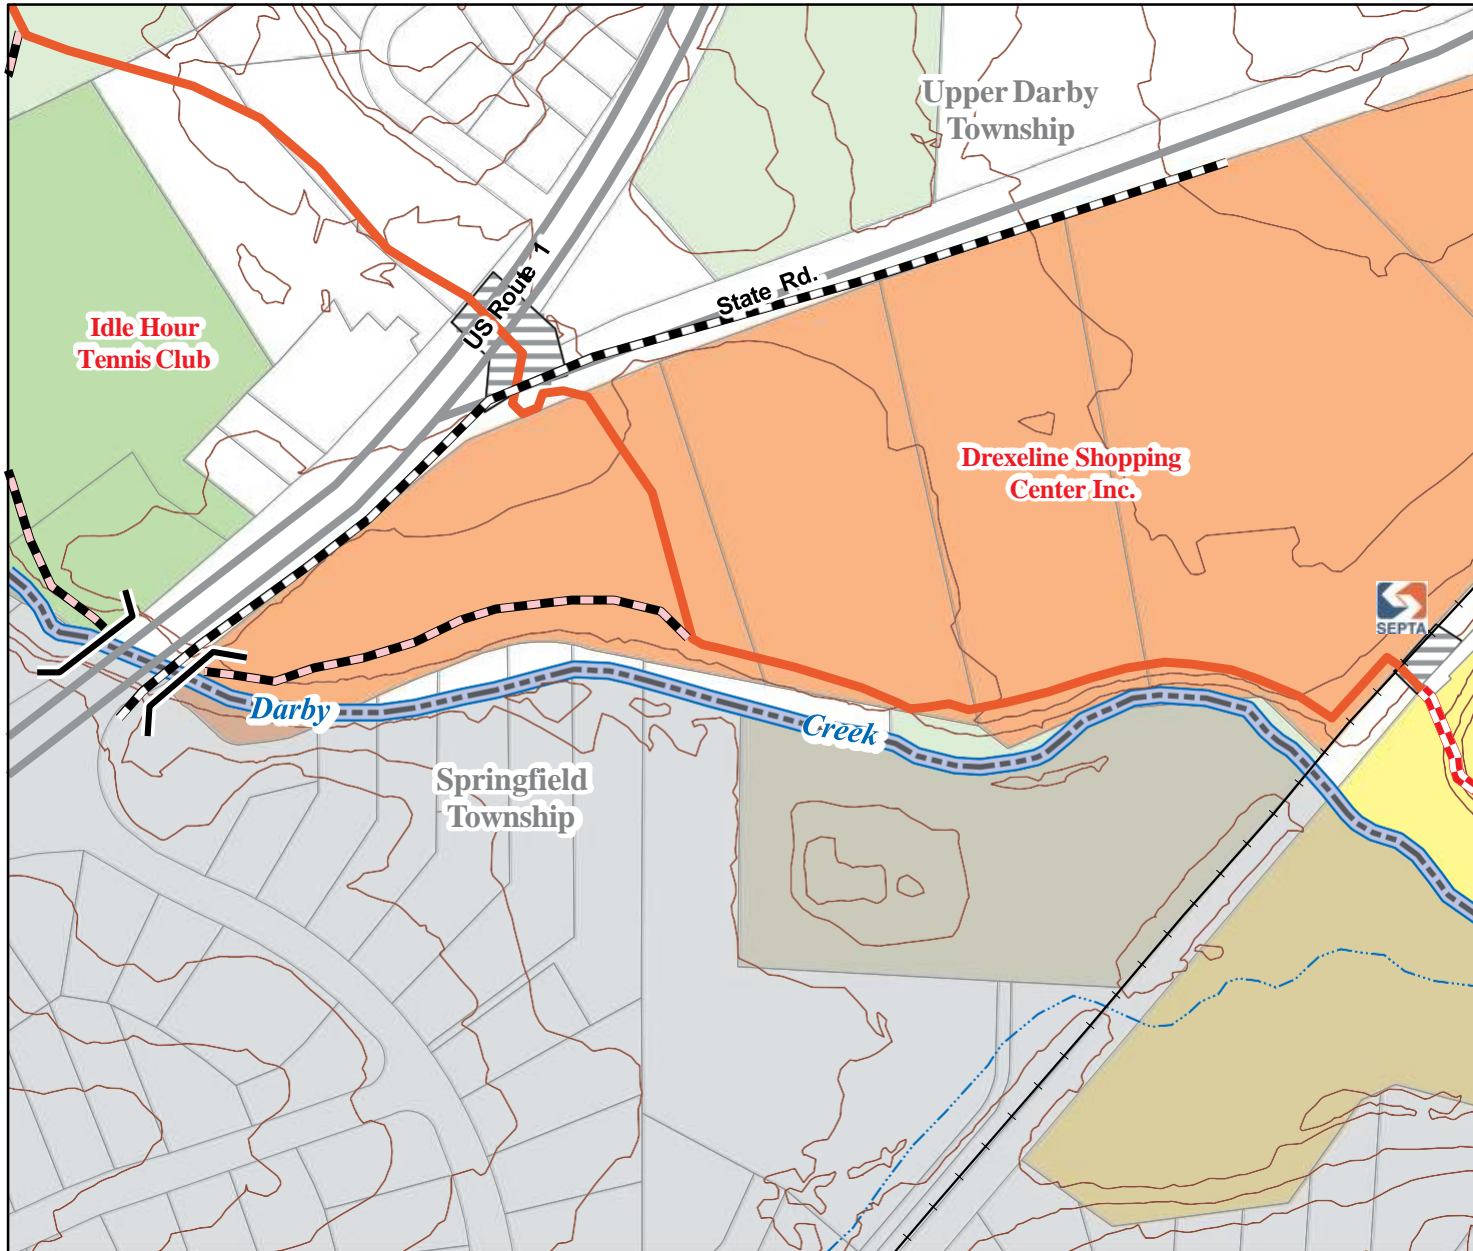 Upper Darby
Township
US Route 1
State Rd.
Idle Hour
Tennis Club
Drexeline Shopping
Center Inc.
SEPTA
Darby
Creek
Springfield
Township